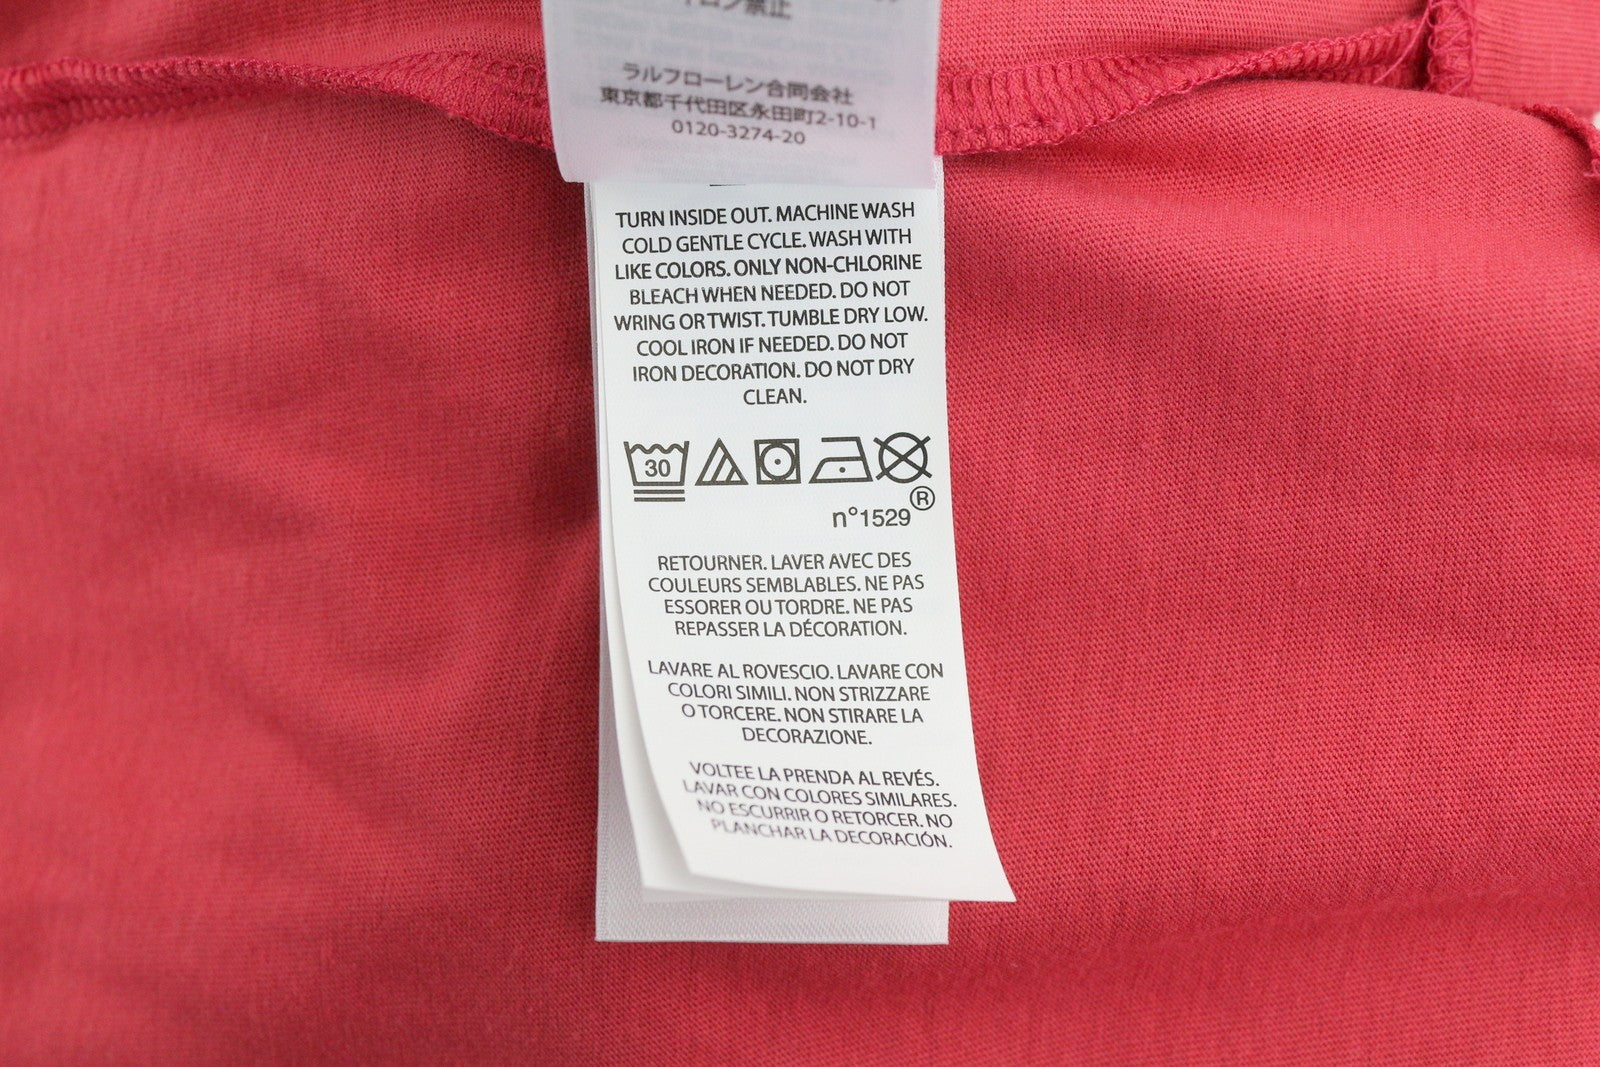 ラルフローレン合同会社
東京都千代田区永田町2-10-1
0120-3274-20
TURN INSIDE OUT. MACHINE WASH
COLD GENTLE CYCLE. WASH WITH
LIKE COLORS. ONLY NON-CHLORINE
BLEACH WHEN NEEDED. DO NOT
WRING OR TWIST. TUMBLE DRY LOW.
COOL IRON IF NEEDED. DO NOT
IRON DECORATION. DO NOT DRY
CLEAN.
30
®
n°1529
RETOURNER. LAVER AVEC DES
COULEURS SEMBLABLES. NE PAS
ESSORER OU TORDRE. NE PAS
REPASSER LA DÉCORATION.
LAVARE AL ROVESCIO. LAVARE CON
COLORI SIMILI. NON STRIZZARE
O TORCERE. NON STIRARE LA
DECORAZIONE.
VOLTEE LA PRENDA AL REVÉS.
LAVAR CON COLORES SIMILARES.
NO ESCURRIR O RETORCER. NO
PLANCHAR LA DECORACIÓN.